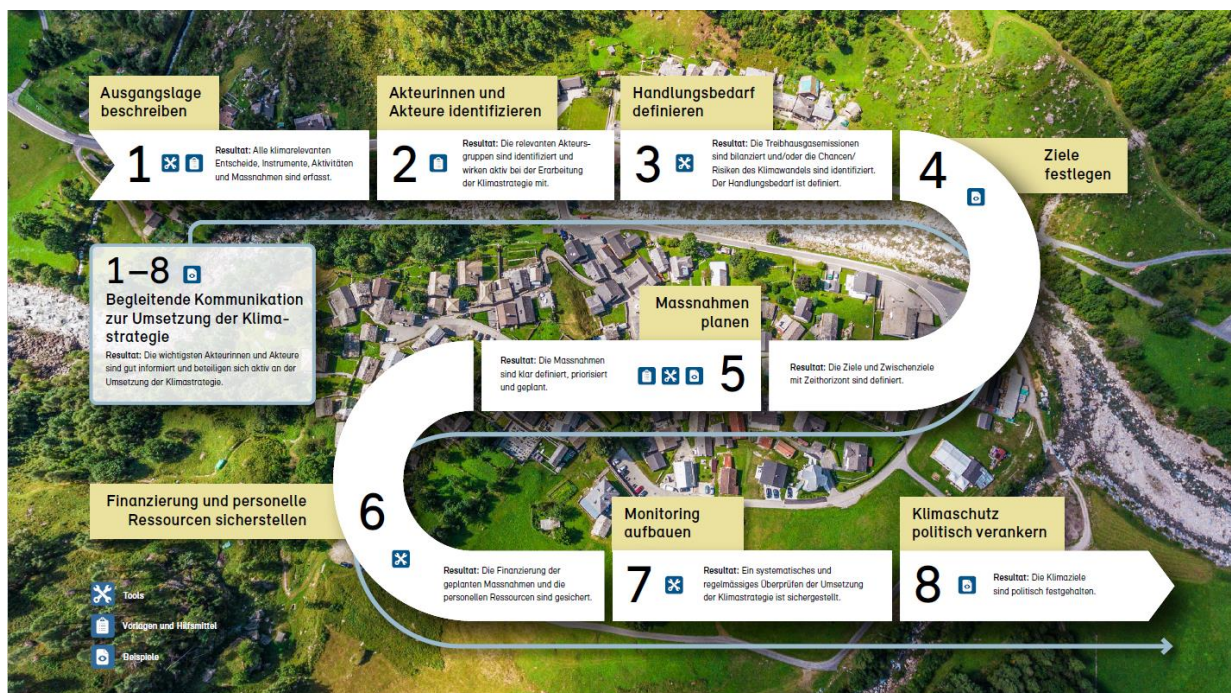 Ausgangslage
beschreiben
1
Resultat: Alle klimarelevanten
Entscheide, Instrumente, Aktivitäten
und Massnahmen sind erfasst.
Akteurinnen und
Akteure identifizieren
2
Resultat: Die relevanten Akteurs-
gruppen sind identifiziert und
wirken aktiv bei der Erarbeitung
der Klimastrategie mit.
Handlungsbedarf
definieren
3
Resultat: Die Treibhausgasemissionen
sind bilanziert und/oder die Chancen/
Risiken des Klimawandels sind identifiziert.
Der Handlungsbedarf ist definiert.
4
Ziele
festlegen
Resultat: Die Ziele und Zwischenziele
mit Zeithorizont sind definiert.
1–8
Begleitende Kommunikation
zur Umsetzung der Klima-
strategie
Resultat: Die wichtigsten Akteurinnen und Akteure
sind gut informiert und beteiligen sich aktiv an der
Umsetzung der Klimastrategie.
Massnahmen
planen
5
Resultat: Die Massnahmen
sind klar definiert, priorisiert
und geplant.
Finanzierung und personelle
Ressourcen sicherstellen
6
Resultat: Die Finanzierung der
geplanten Massnahmen und die
personellen Ressourcen sind gesichert.
Monitoring
aufbauen
7
Resultat: Ein systematisches und
regelmässiges Überprüfen der Umsetzung
der Klimastrategie ist sichergestellt.
Klimaschutz
politisch verankern
8
Resultat: Die Klimaziele
sind politisch festgehalten.
Tools
Vorlagen und Hilfsmittel
Beispiele